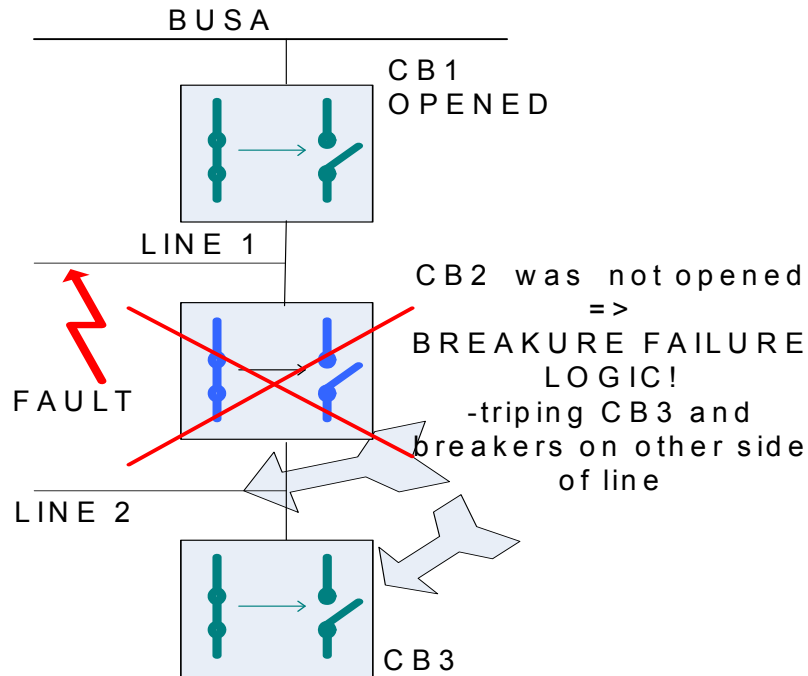 BUSA
CB1
OPENED
LINE 1
CB2 was not opened
=>
BREAKURE FAILURE
LOGIC!
-triping CB3 and
breakers on other side
of line
FAULT
LINE 2
CB3